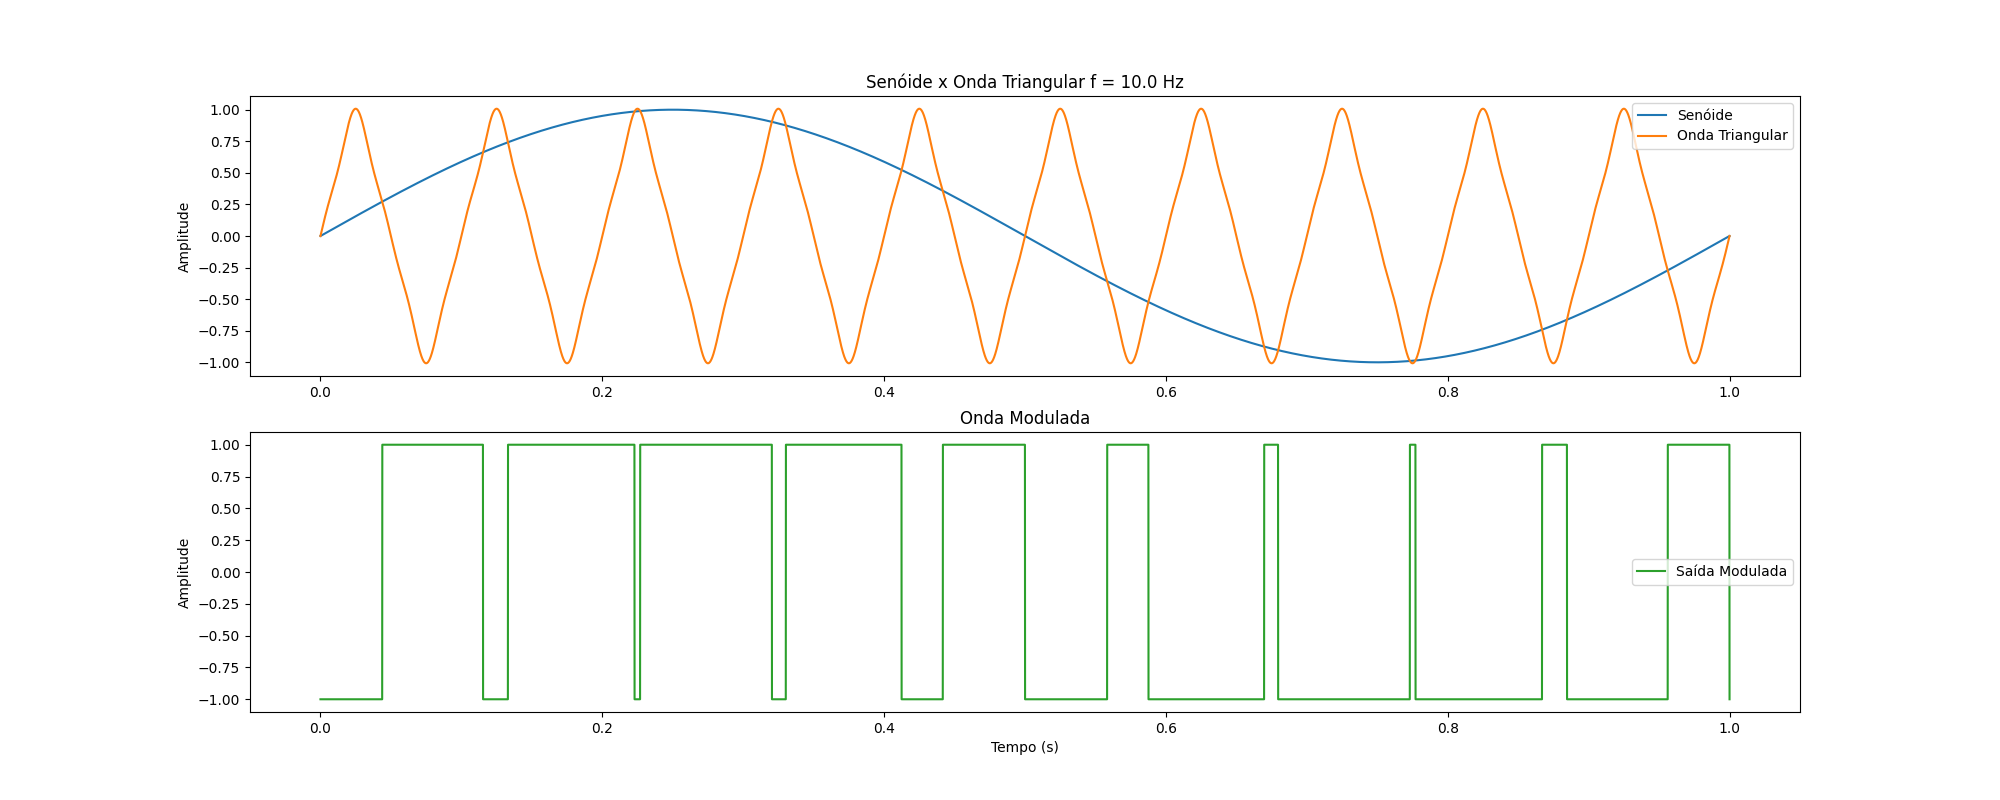 Senóide x Onda Triangular f = 10.0 Hz
Amplitude
1.00
0.75
0.50
0.25
0.00
−0.25
−0.50
−0.75
−1.00
Senóide
Onda Triangular
0.0 0.2 0.4 0.6 0.8 1.0
Onda Modulada
Amplitude
1.00
0.75
0.50
0.25
0.00
−0.25
−0.50
−0.75
−1.00
Saída Modulada
0.0 0.2 0.4 0.6 0.8 1.0
Tempo (s)